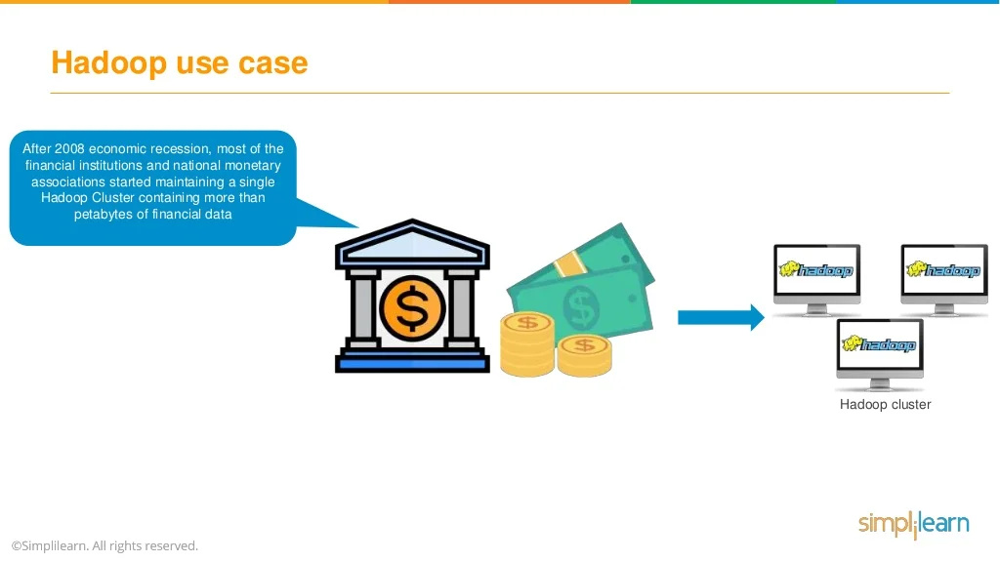 Hadoop use case
After 2008 economic recession, most of the
financial institutions and national monetary
associations started maintaining a single
Hadoop Cluster containing more than
petabytes of financial data
hadoop
hadoop
hadoop
Hadoop cluster
simplilearn
©Simplilearn. All rights reserved.